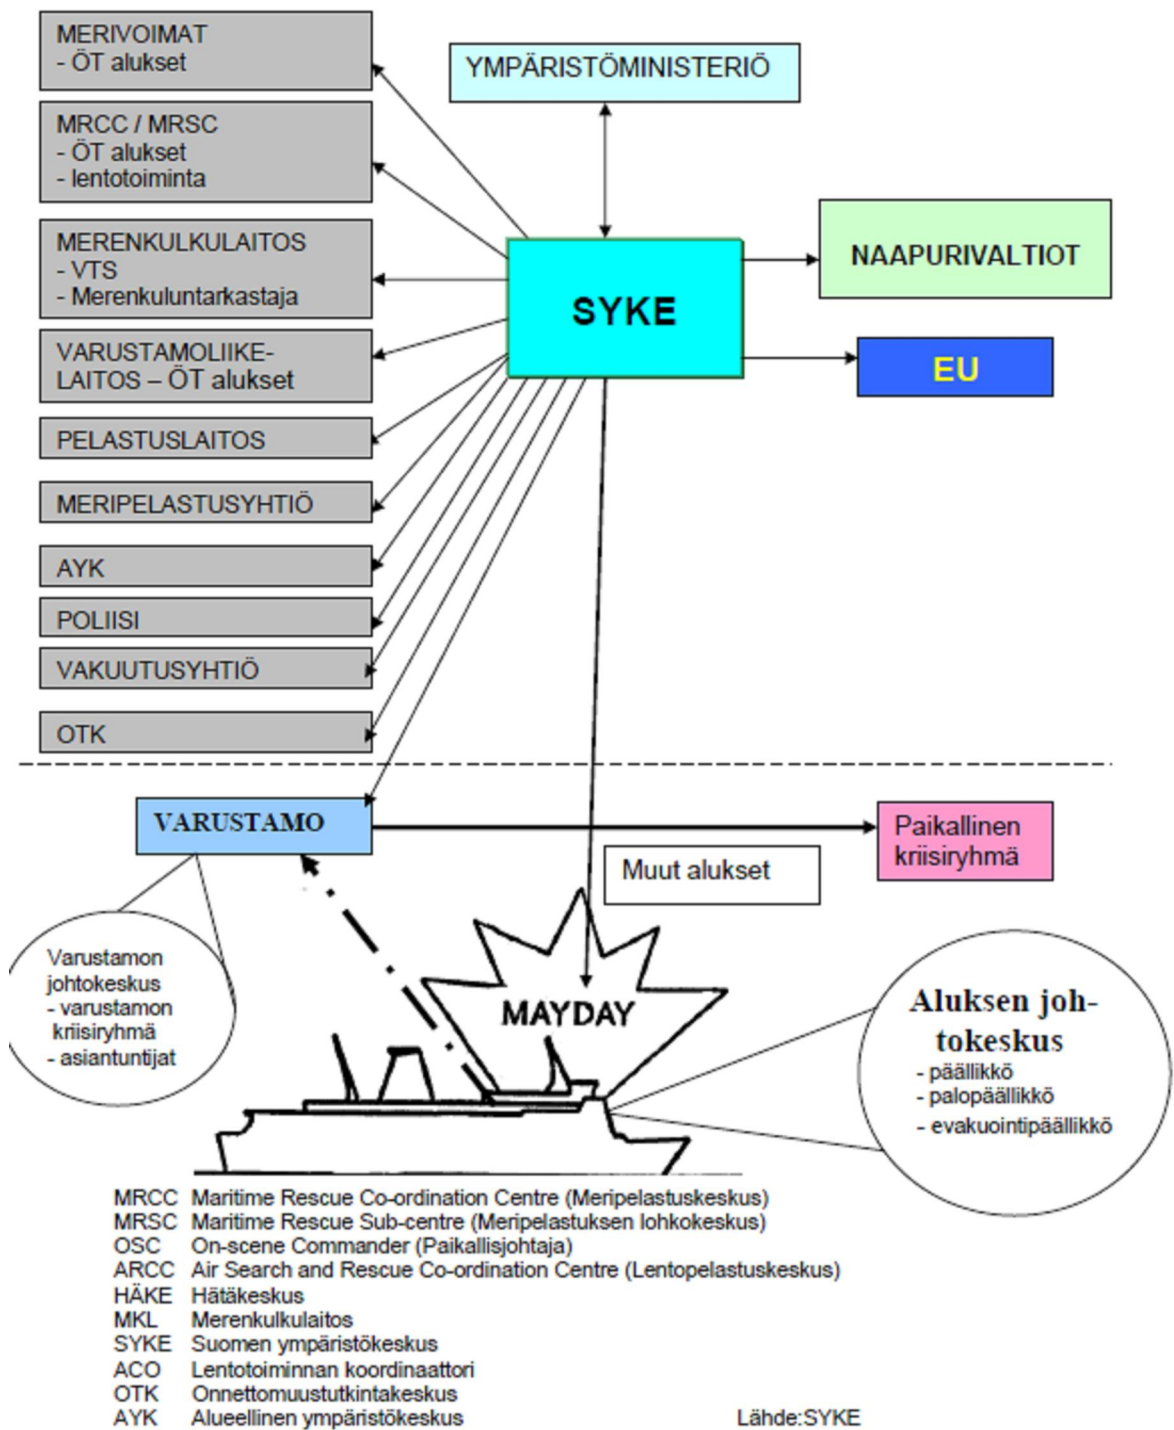 MERIVOIMAT
- ÖT alukset
MRCC / MRSC
- ÖT alukset
- lentotoiminta
MERENKULKULAITOS
- VTS
- Merenkuluntarkastaja
VARUSTAMOLIIKE-
LAITOS – ÖT alukset
PELASTUSLAITOS
MERIPELASTUSYHTIÖ
AYK
POLIISI
VAKUUTUSYHTIÖ
OTK
YMPÄRISTÖMINISTERIÖ
SYKE
NAAPURIVALTIOT
EU
VARUSTAMO
Paikallinen
kriisiryhmä
Muut alukset
Varustamon
johtokeskus
- varustamon
kriisiryhmä
- asiantuntijat
MAYDAY
Aluksen joh-
tokeskus
- päällikkö
- palopäällikkö
- evakuointipäällikkö
MRCC Maritime Rescue Co-ordination Centre (Meripelastuskeskus)
MRSC Maritime Rescue Sub-centre (Meripelastuksen lohkokeskus)
OSC On-scene Commander (Paikallisjohtaja)
ARCC Air Search and Rescue Co-ordination Centre (Lentopelastuskeskus)
HÄKE Hätäkeskus
MKL Merenkulkulaitos
SYKE Suomen ympäristökeskus
ACO Lentotoiminnan koordinaattori
OTK Onnettomuustutkintakeskus
AYK Alueellinen ympäristökeskus
Lähde:SYKE